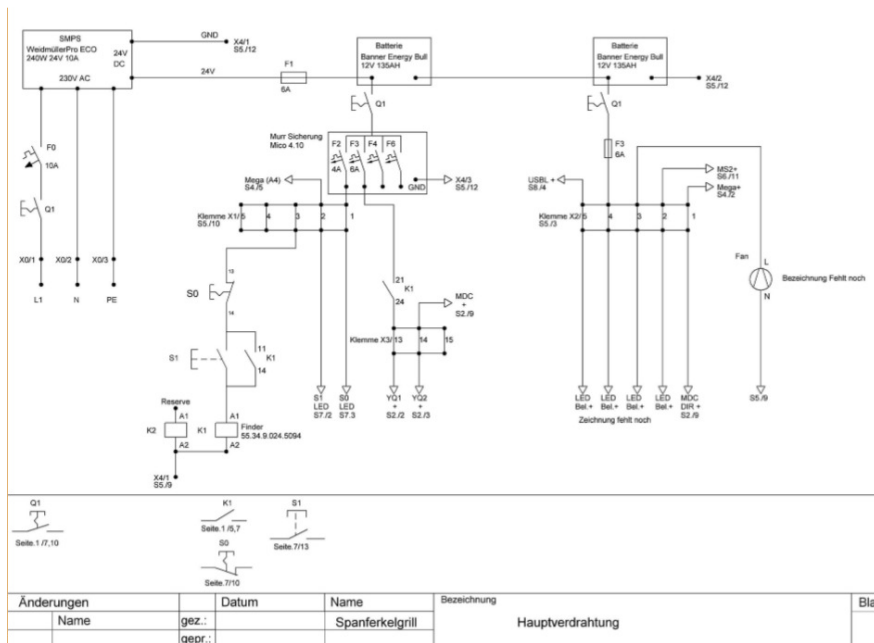 SMPS
WeidmüllerPro ECO
240W 24V 10A
24V
DC
230V AC
GND
X4/1
S5./12
24V
F1
6A
Batterie
Banner Energy Bull
12V 135AH
Batterie
Banner Energy Bull
12V 135AH
X4/2
S5./12
Q1
Q1
F0
10A
Q1
Murr Sicherung
Mico 4.10
F2
F3
F4
F6
4A
6A
GND
X4/3
S5./12
F3
6A
Mega (A4)
S4./5
USBL +
S8./4
MS2+
S6./11
Mega+
S4./2
Klemme X1/5
4
3
2
1
S5./10
Klemme X2/5
4
3
2
1
S5./3
X0/1
X0/2
X0/3
L1
N
PE
S0
13
14
21
K1
24
MDC
+
S2./9
Fan
L
N
Bezeichnung Fehlt noch
Klemme X3/13
14
15
S1
11
K1
14
Reserve
K2
A1
A2
K1
A1
A2
Finder
55.34.9.024.5094
X4/1
S5./9
S1
LED
S7./2
S0
LED
S7.3
YQ1
+
S2./2
YQ2
+
S2./3
LED
Bel.+
LED
Bel.+
LED
Bel.+
LED
Bel.+
MDC
DIR +
S2./9
S5./9
Zeichnung fehlt noch
Q1
Seite.1 /7,10
K1
Seite.1 /5,7
S1
Seite.7/13
S0
Seite.7/10
Änderungen
Datum
Name
Bezeichnung
Bla
Name
gez.:
Spanferkelgrill
Hauptverdrahtung
gepr.: